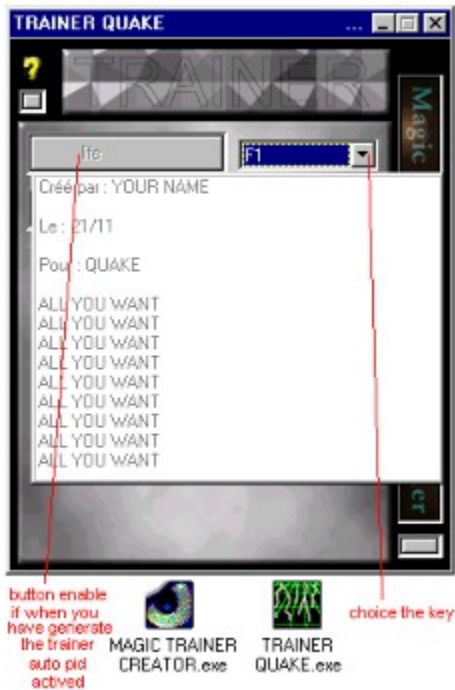 TRAINER QUAKE ...
?
TRAINER
Magic
F1
Créé par : YOUR NAME
Le : 21/11
Pour : QUAKE
ALL YOU WANT
ALL YOU WANT
ALL YOU WANT
ALL YOU WANT
ALL YOU WANT
ALL YOU WANT
ALL YOU WANT
ALL YOU WANT
ALL YOU WANT
er
button enable
if when you
have generate
the trainer
auto pid
actived
MAGIC TRAINER
CREATOR.exe
TRAINER
QUAKE.exe
choice the key